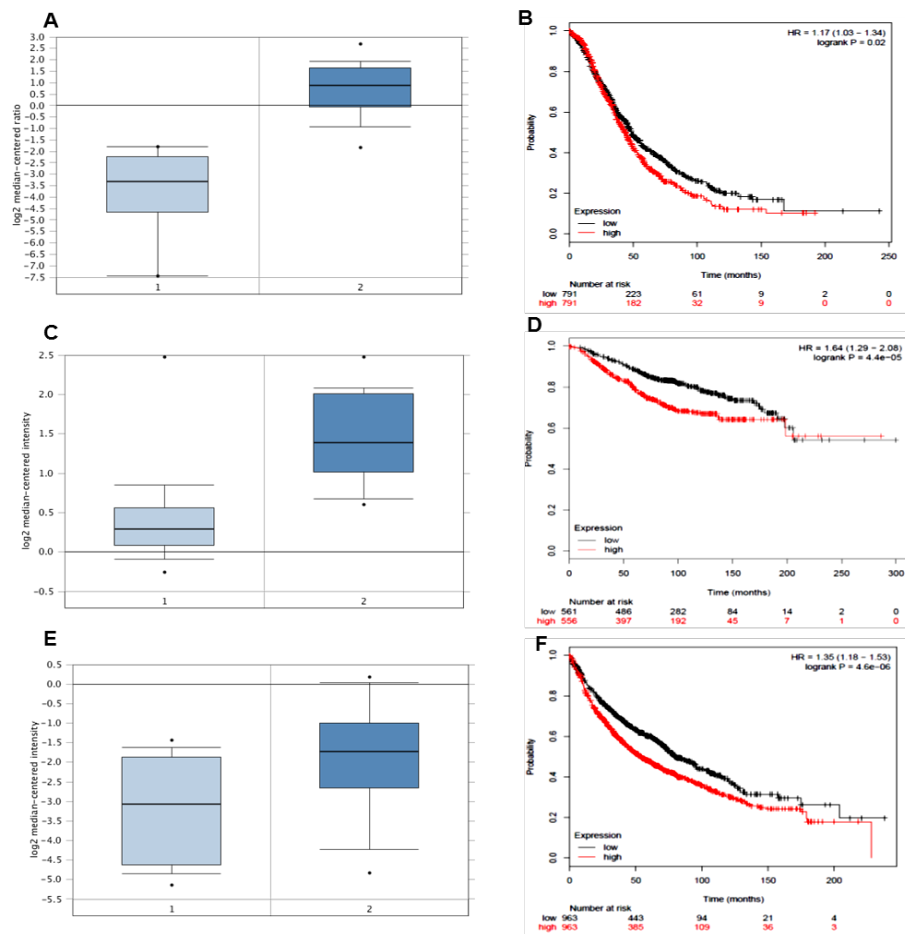 A
3.0
2.5
2.0
1.5
1.0
0.5
0.0
-0.5
-1.0
-1.5
-2.0
-2.5
-3.0
-3.5
-4.0
-4.5
-5.0
-5.5
-6.0
-6.5
-7.0
-7.5
log2 median-centered ratio
1 2
B
HR = 1.17 (1.03 - 1.34)
logrank P = 0.02
1.0
0.8
0.6
0.4
0.2
0.0
Probability
Expression
low
high
0 50 100 150 200 250
Time (months)
Number at risk
low 791 223 61 9 2 0
high 791 182 32 9 0 0
C
2.5
2.0
1.5
1.0
0.5
0.0
-0.5
log2 median-centered intensity
1 2
D
HR = 1.64 (1.29 - 2.08)
logrank P = 4.4e-05
1.0
0.8
0.6
0.4
0.2
0.0
Probability
Expression
low
high
0 50 100 150 200 250 300
Time (months)
Number at risk
low 561 486 282 84 14 2 0
high 556 397 192 45 7 1 0
E
0.5
0.0
-0.5
-1.0
-1.5
-2.0
-2.5
-3.0
-3.5
-4.0
-4.5
-5.0
-5.5
log2 median-centered intensity
1 2
F
HR = 1.35 (1.18 - 1.53)
logrank P = 4.6e-06
1.0
0.8
0.6
0.4
0.2
0.0
Probability
Expression
low
high
0 50 100 150 200
Time (months)
Number at risk
low 963 443 94 21 4
high 963 385 109 36 3